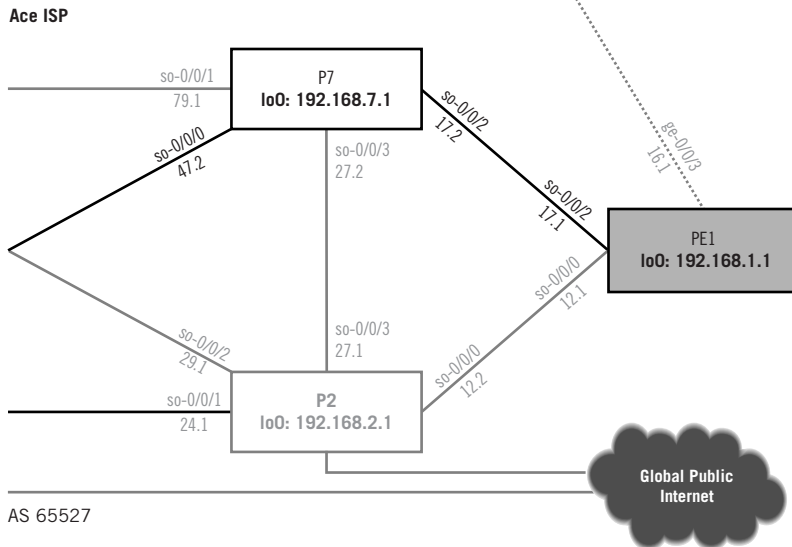 Ace ISP
so-0/0/1
79.1
P7
lo0: 192.168.7.1
so-0/0/0
47.2
so-0/0/3
27.2
so-0/0/2
17.2
so-0/0/2
17.1
ge-0/0/3
16.1
PE1
lo0: 192.168.1.1
so-0/0/0
12.1
so-0/0/2
29.1
so-0/0/3
27.1
so-0/0/0
12.2
so-0/0/1
24.1
P2
lo0: 192.168.2.1
Global Public
Internet
AS 65527